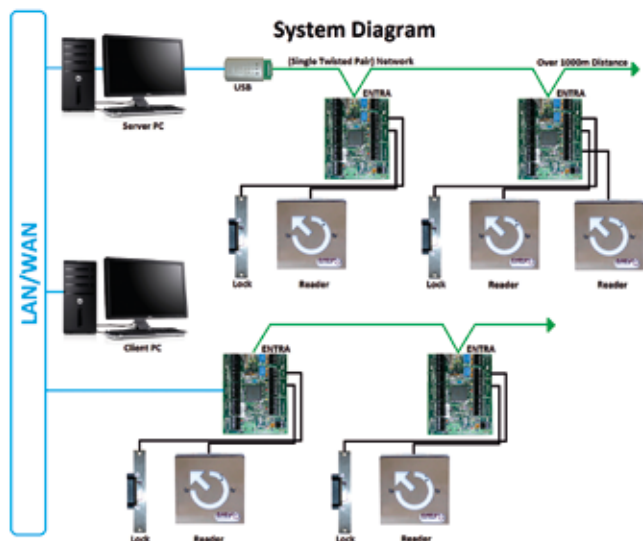 System Diagram
(Single Twisted Pair) Network
Over 1000m Distance
USB
ENTRA
ENTRA
Server PC
Lock
Reader
Lock
Reader
Reader
LAN/WAN
Client PC
ENTRA
ENTRA
Lock
Reader
Lock
Reader